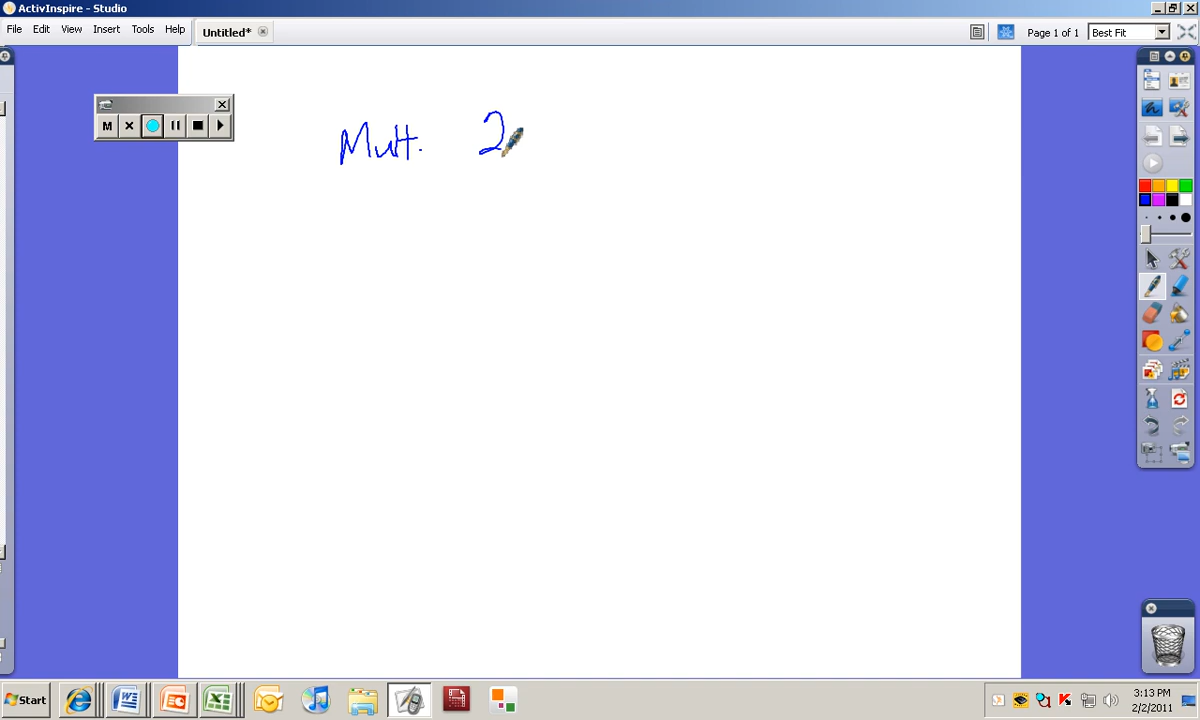 ActivInspire - Studio
File Edit View Insert Tools Help Untitled* Page 1 of 1 Best Fit
M
Mult. 2
Start 3:13 PM
2/2/2011